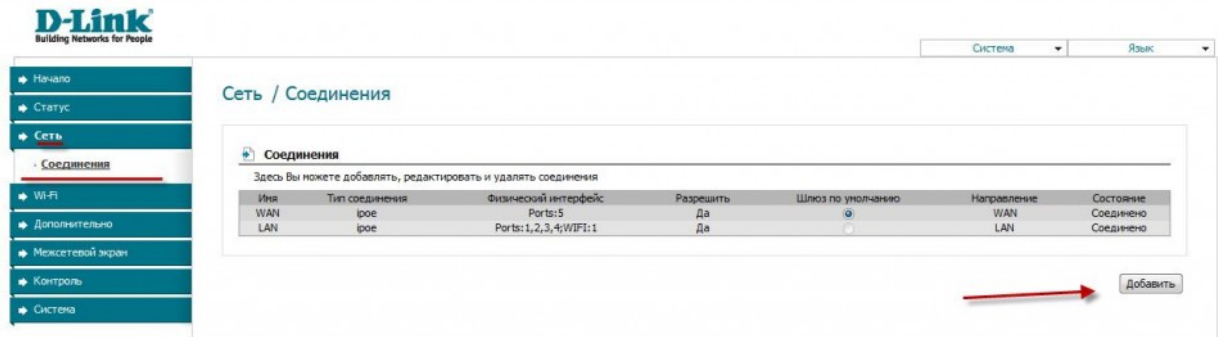 D-Link
Building Networks for People
Система Язык
Начало
Статус
Сеть
Соединения
Wi-Fi
Дополнительно
Межсетевой экран
Контроль
Система
Сеть / Соединения
Соединения
Здесь Вы можете добавлять, редактировать и удалять соединения
Имя Тип соединения Физический интерфейс Разрешить Шлюз по умолчанию Направление Состояние
WAN ipoe Ports:5 Да WAN Соединено
LAN ipoe Ports:1,2,3,4;WIFI:1 Да LAN Соединено
Добавить